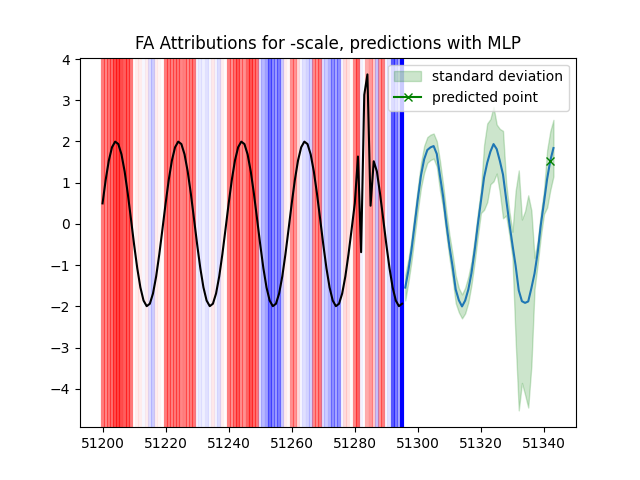 FA Attributions for -scale, predictions with MLP
standard deviation
predicted point
4
3
2
1
0
−1
−2
−3
−4
51200 51220 51240 51260 51280 51300 51320 51340